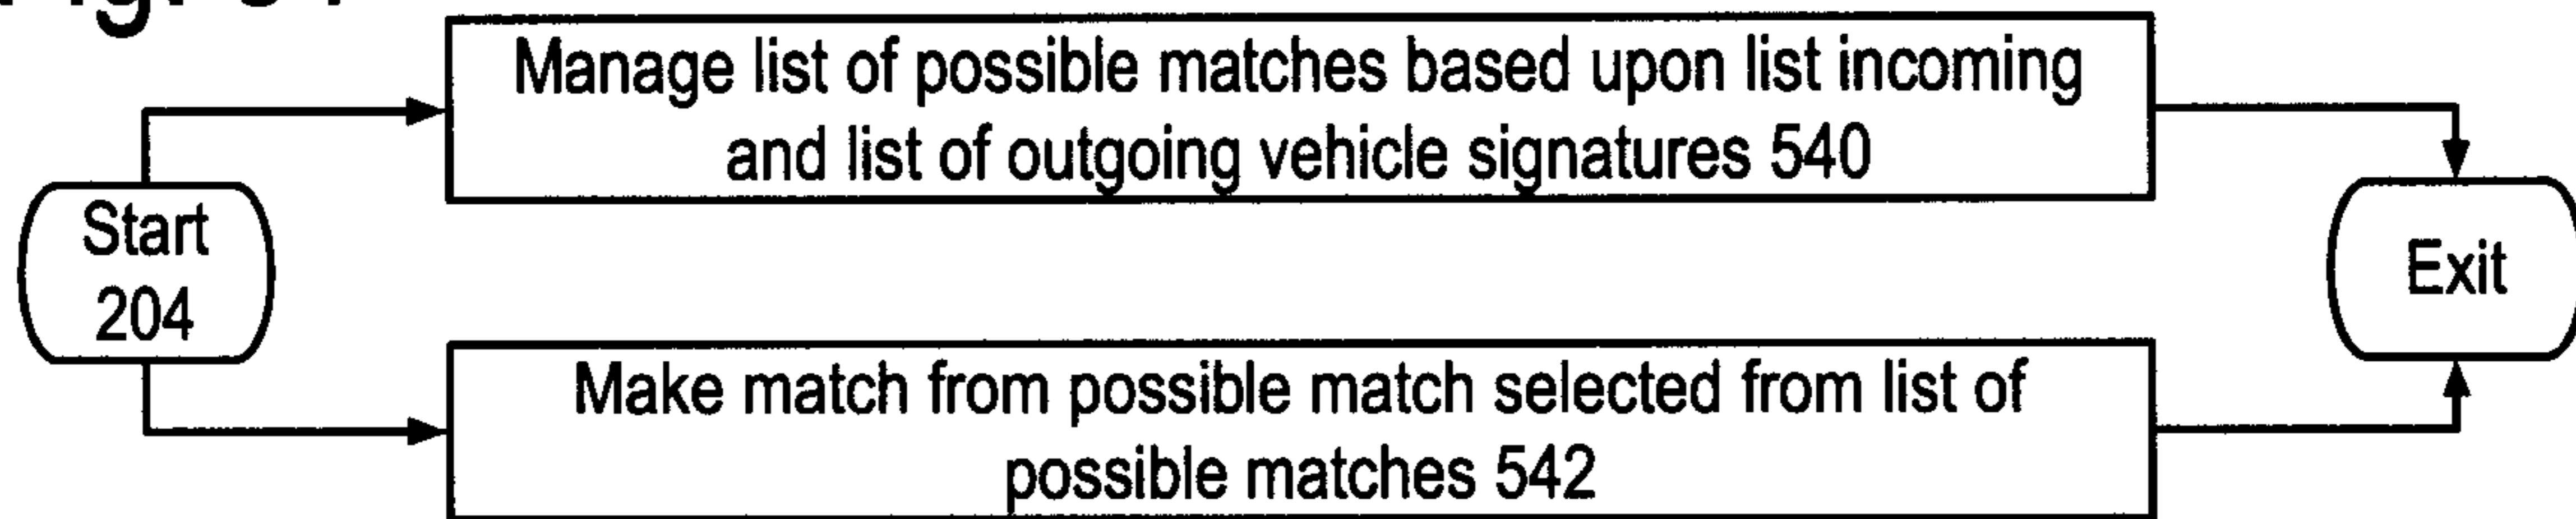 Manage list of possible matches based upon list incoming
and list of outgoing vehicle signatures 540
Start
204
Exit
Make match from possible match selected from list of
possible matches 542